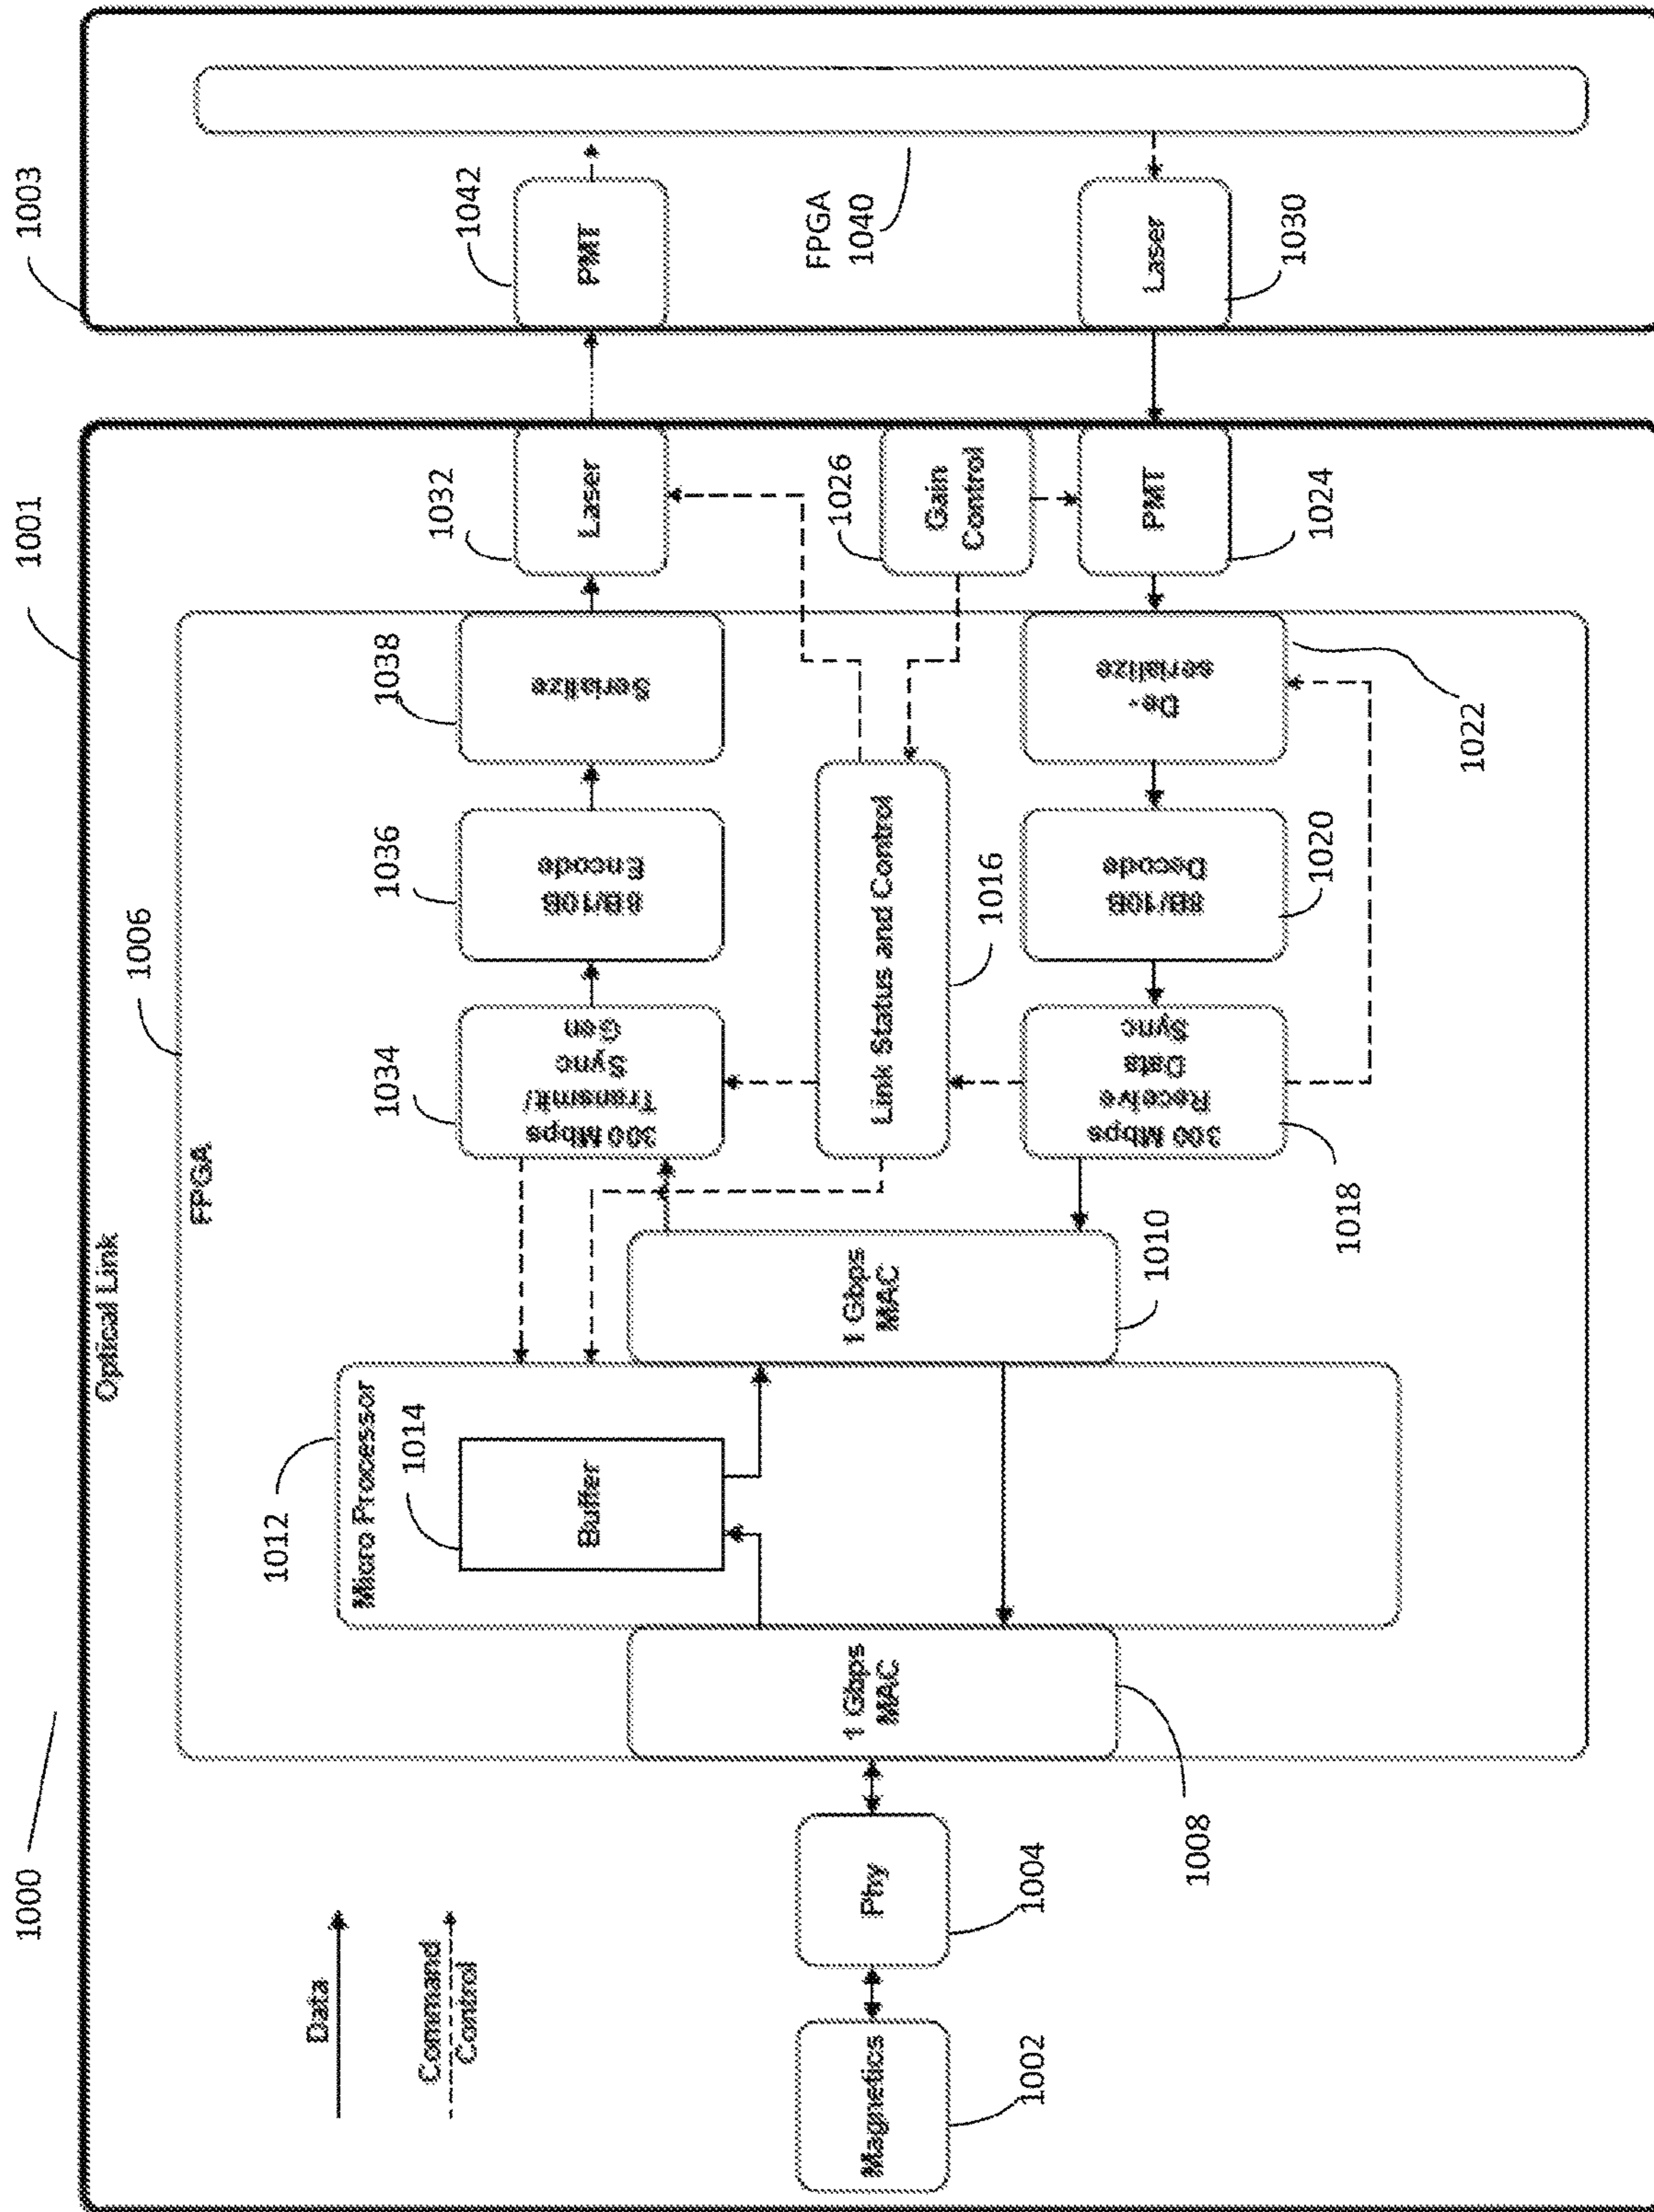 1000
1001
1003
Optical Link
1006
FPGA
Data
Command
Control
1012
Micro Processor
1014
Buffer
1034
300 Mbps
Transmit/
Sync
Gen
1036
8B/10B
Encode
1038
Serialize
1032
Laser
1042
PMT
Magnetics
1002
Phy
1004
1 Gbps
MAC
1008
1 Gbps
MAC
1010
Link Status and Control
1016
1026
Gain
Control
FPGA
1040
300 Mbps
Receive
Data
Sync
1018
8B/10B
Decode
1020
De-
serialize
1022
PMT
1024
Laser
1030